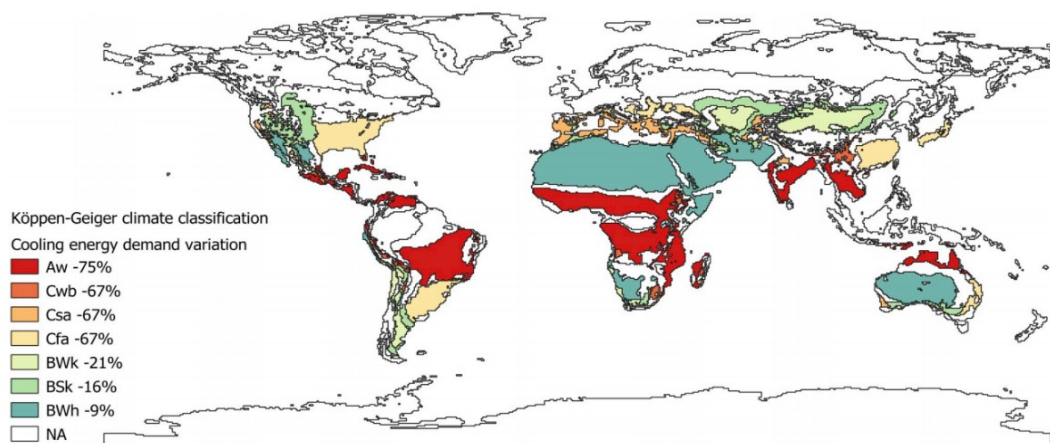 Köppen-Geiger climate classification
Cooling energy demand variation
Aw -75%
Cwb -67%
Csa -67%
Cfa -67%
BWk -21%
BSk -16%
BWh -9%
NA